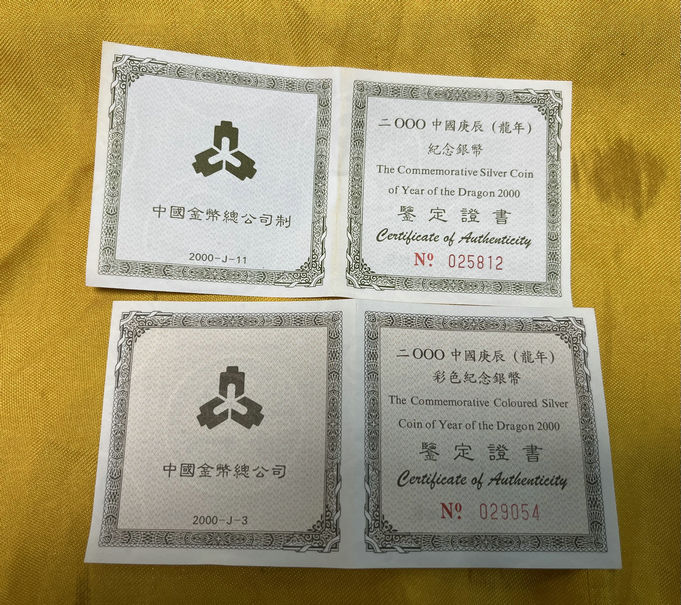 中國金幣總公司制
2000-J-11
二OOO 中國庚辰（龍年）
紀念銀幣
The Commemorative Silver Coin
of Year of the Dragon 2000
鑒定證書
Certificate of Authenticity
Nº 025812
中國金幣總公司
2000-J-3
二OOO 中國庚辰（龍年）
彩色紀念銀幣
The Commemorative Coloured Silver
Coin of Year of the Dragon 2000
鑒定證書
Certificate of Authenticity
Nº 029054